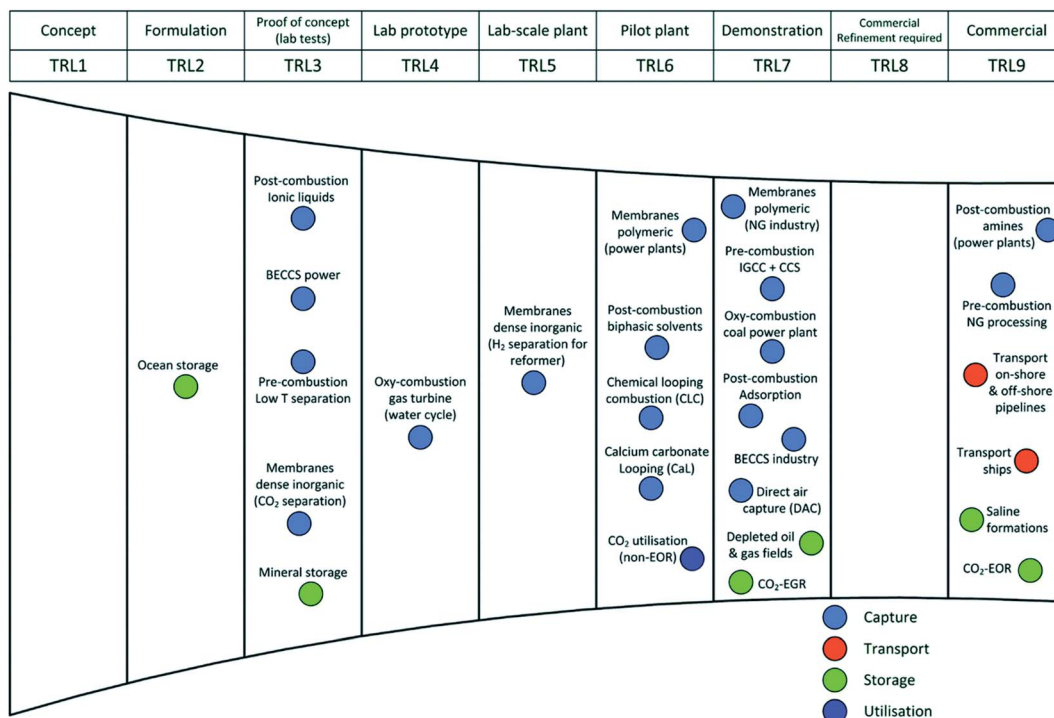 Concept
Formulation
Proof of concept
(lab tests)
Lab prototype
Lab-scale plant
Pilot plant
Demonstration
Commercial
Refinement required
Commercial
TRL1
TRL2
TRL3
TRL4
TRL5
TRL6
TRL7
TRL8
TRL9
Ocean storage
Post-combustion
Ionic liquids
BECCS power
Pre-combustion
Low T separation
Membranes
dense inorganic
(CO₂ separation)
Mineral storage
Oxy-combustion
gas turbine
(water cycle)
Membranes
dense inorganic
(H₂ separation for
reformer)
Membranes
polymeric
(power plants)
Post-combustion
biphasic solvents
Chemical looping
combustion (CLC)
Calcium carbonate
Looping (CaL)
CO₂ utilisation
(non-EOR)
Membranes
polymeric
(NG industry)
Pre-combustion
IGCC + CCS
Oxy-combustion
coal power plant
Post-combustion
Adsorption
BECCS industry
Direct air
capture (DAC)
Depleted oil
& gas fields
CO₂-EGR
Post-combustion
amines
(power plants)
Pre-combustion
NG processing
Transport
on-shore
& off-shore
pipelines
Transport
ships
Saline
formations
CO₂-EOR
Capture
Transport
Storage
Utilisation